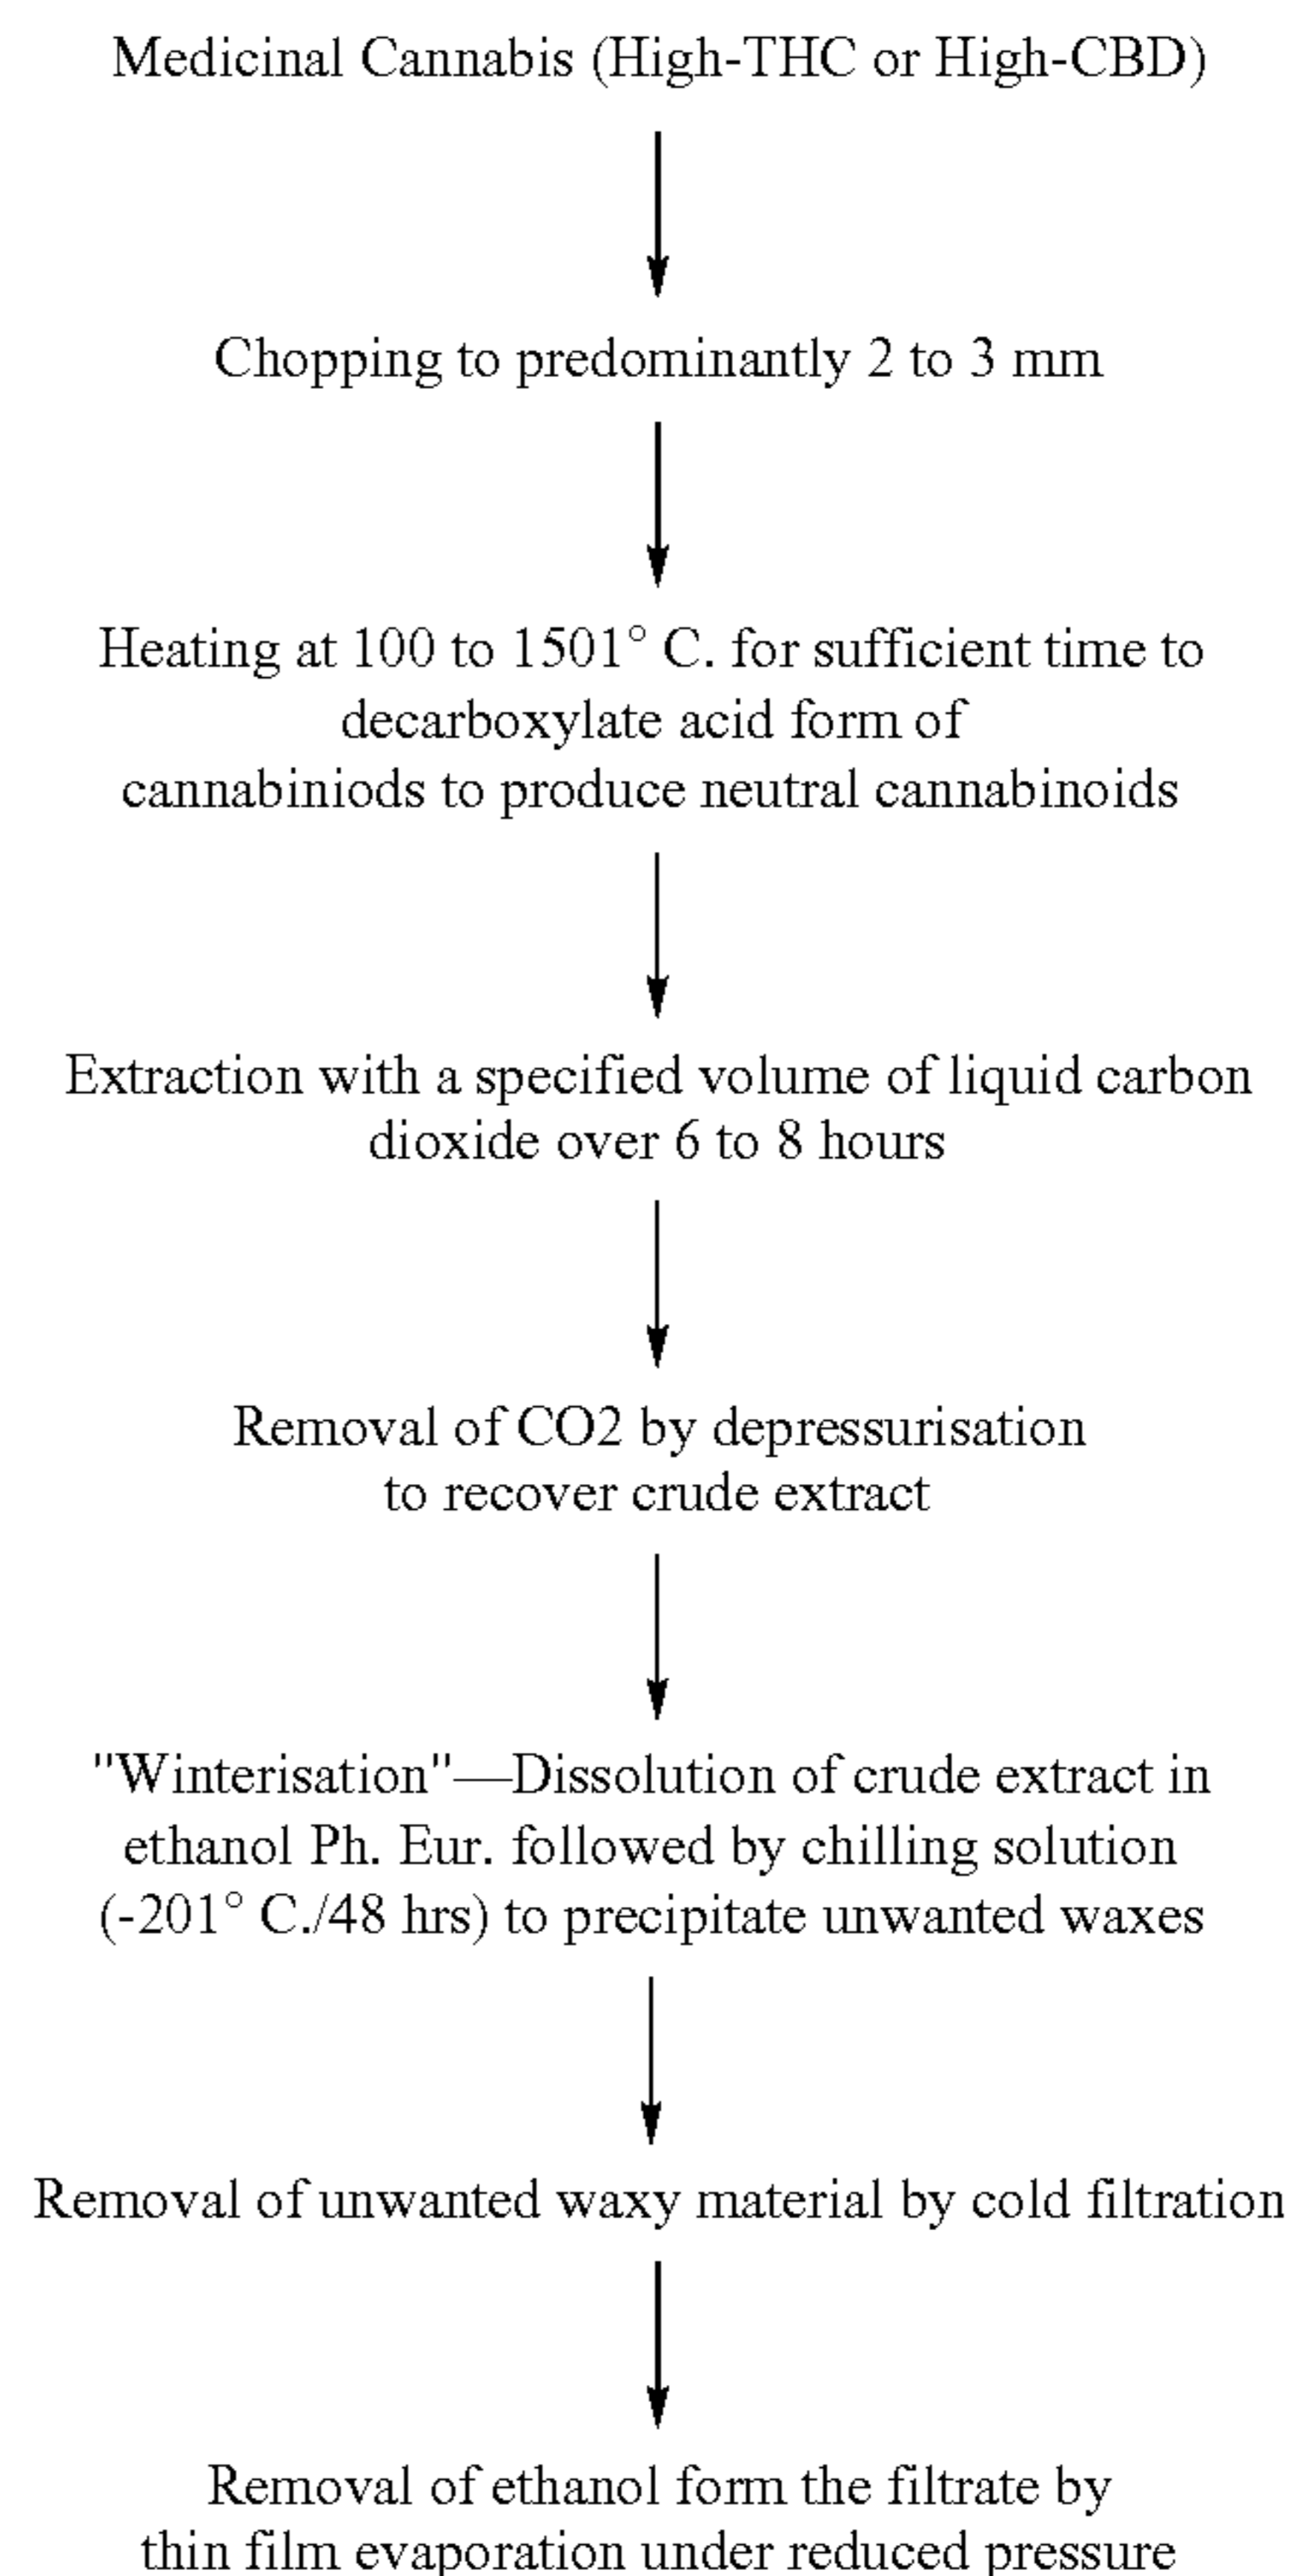 Medicinal Cannabis (High-THC or High-CBD)
Chopping to predominantly 2 to 3 mm
Heating at 100 to 1501° C. for sufficient time to
decarboxylate acid form of
cannabiniods to produce neutral cannabinoids
Extraction with a specified volume of liquid carbon
dioxide over 6 to 8 hours
Removal of CO2 by depressurisation
to recover crude extract
"Winterisation"—Dissolution of crude extract in
ethanol Ph. Eur. followed by chilling solution
(-201° C./48 hrs) to precipitate unwanted waxes
Removal of unwanted waxy material by cold filtration
Removal of ethanol form the filtrate by
thin film evaporation under reduced pressure